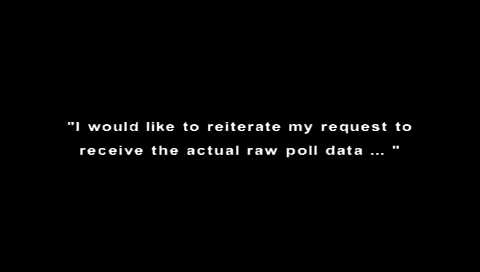 "I would like to reiterate my request to
receive the actual raw poll data ... "